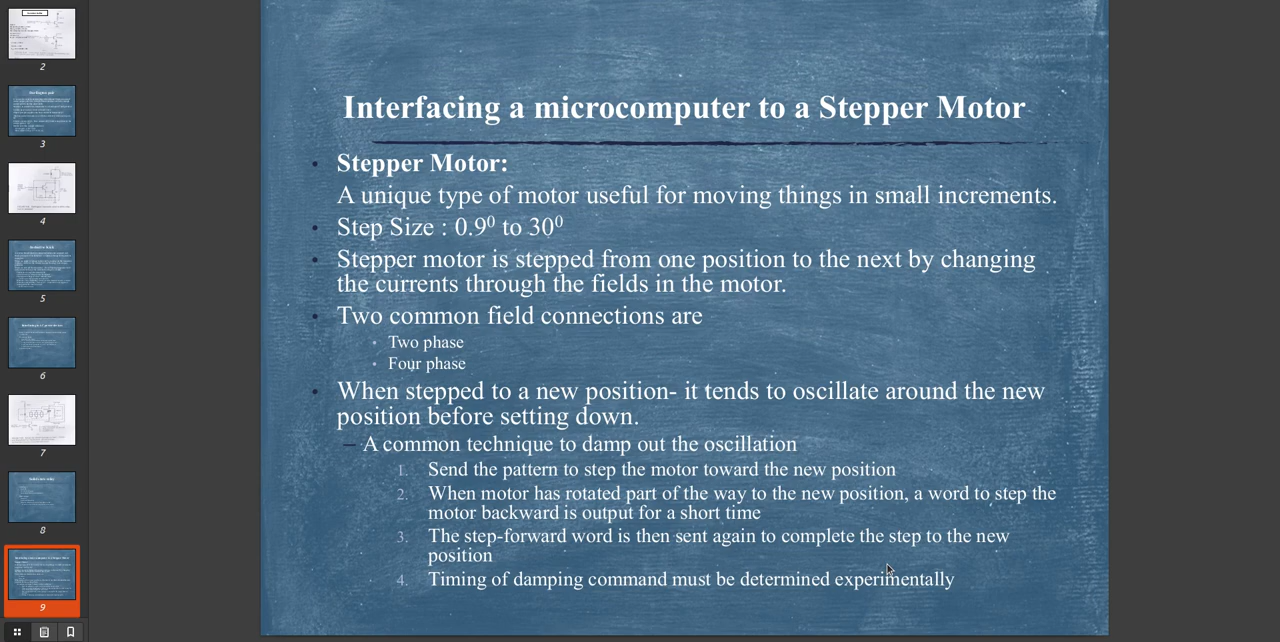 2
3
4
5
6
7
8
9
Interfacing a microcomputer to a Stepper Motor
• Stepper Motor:
A unique type of motor useful for moving things in small increments.
• Step Size : 0.9⁰ to 30⁰
• Stepper motor is stepped from one position to the next by changing
the currents through the fields in the motor.
• Two common field connections are
• Two phase
• Four phase
• When stepped to a new position- it tends to oscillate around the new
position before setting down.
– A common technique to damp out the oscillation
1. Send the pattern to step the motor toward the new position
2. When motor has rotated part of the way to the new position, a word to step the
motor backward is output for a short time
3. The step-forward word is then sent again to complete the step to the new
position
4. Timing of damping command must be determined experimentally